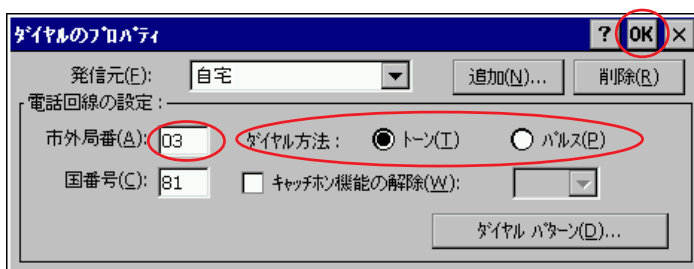 ﾀﾞｲﾔﾙのﾌﾟﾛﾊﾟﾃｨ ? OK ×
発信元(F): 自宅 追加(N)... 削除(R)
電話回線の設定：
市外局番(A): 03 ﾀﾞｲﾔﾙ方法： ﾄｰﾝ(T) ﾊﾟﾙｽ(P)
国番号(C): 81 ｷｬｯﾁﾎﾝ機能の解除(W):
ﾀﾞｲﾔﾙ ﾊﾟﾀｰﾝ(D)...